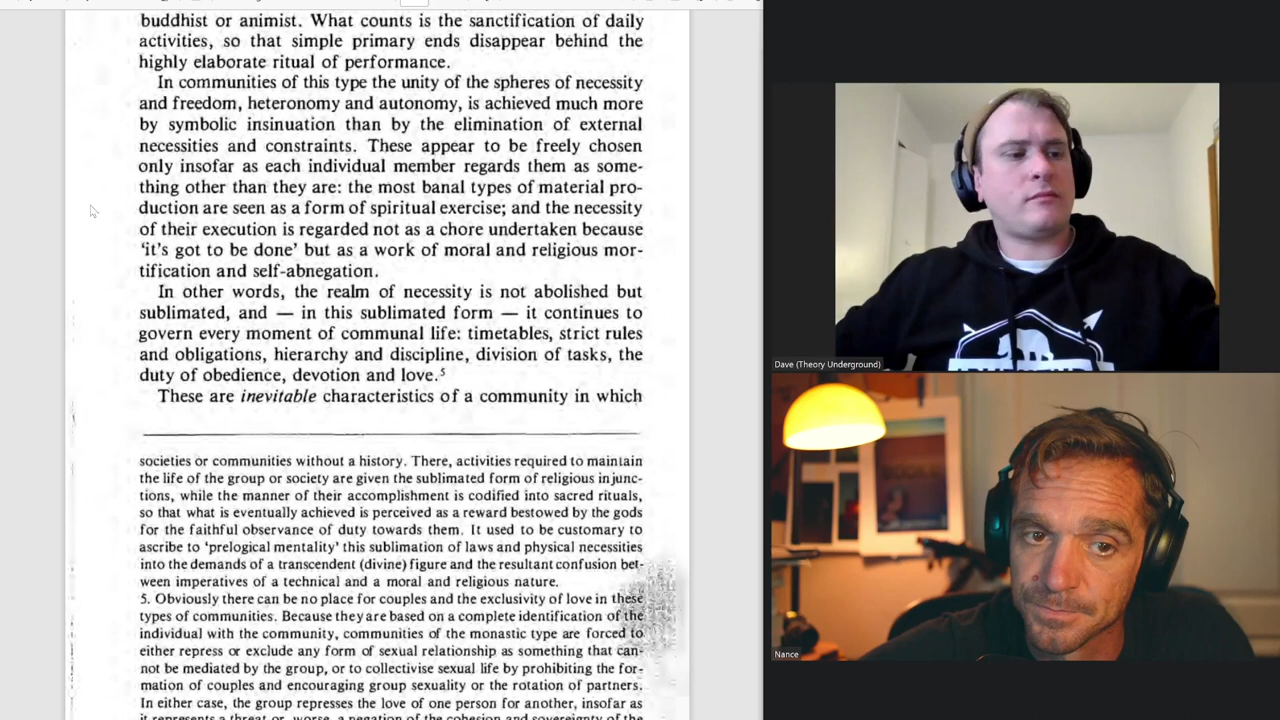 buddhist or animist. What counts is the sanctification of daily
activities, so that simple primary ends disappear behind the
highly elaborate ritual of performance.
In communities of this type the unity of the spheres of necessity
and freedom, heteronomy and autonomy, is achieved much more
by symbolic insinuation than by the elimination of external
necessities and constraints. These appear to be freely chosen
only insofar as each individual member regards them as some-
thing other than they are: the most banal types of material pro-
duction are seen as a form of spiritual exercise; and the necessity
of their execution is regarded not as a chore undertaken because
‘it's got to be done’ but as a work of moral and religious mor-
tification and self-abnegation.
In other words, the realm of necessity is not abolished but
sublimated, and — in this sublimated form — it continues to
govern every moment of communal life: timetables, strict rules
and obligations, hierarchy and discipline, division of tasks, the
duty of obedience, devotion and love.⁵
These are inevitable characteristics of a community in which
societies or communities without a history. There, activities required to maintain
the life of the group or society are given the sublimated form of religious injunc-
tions, while the manner of their accomplishment is codified into sacred rituals,
so that what is eventually achieved is perceived as a reward bestowed by the gods
for the faithful observance of duty towards them. It used to be customary to
ascribe to ‘prelogical mentality’ this sublimation of laws and physical necessities
into the demands of a transcendent (divine) figure and the resultant confusion bet-
ween imperatives of a technical and a moral and religious nature.
5. Obviously there can be no place for couples and the exclusivity of love in these
types of communities. Because they are based on a complete identification of the
individual with the community, communities of the monastic type are forced to
either repress or exclude any form of sexual relationship as something that can-
not be mediated by the group, or to collectivise sexual life by prohibiting the for-
mation of couples and encouraging group sexuality or the rotation of partners.
In either case, the group represses the love of one person for another, insofar as
it represents a threat or, worse, a negation of the cohesion and sovereignty of the
Dave (Theory Underground)
Nance